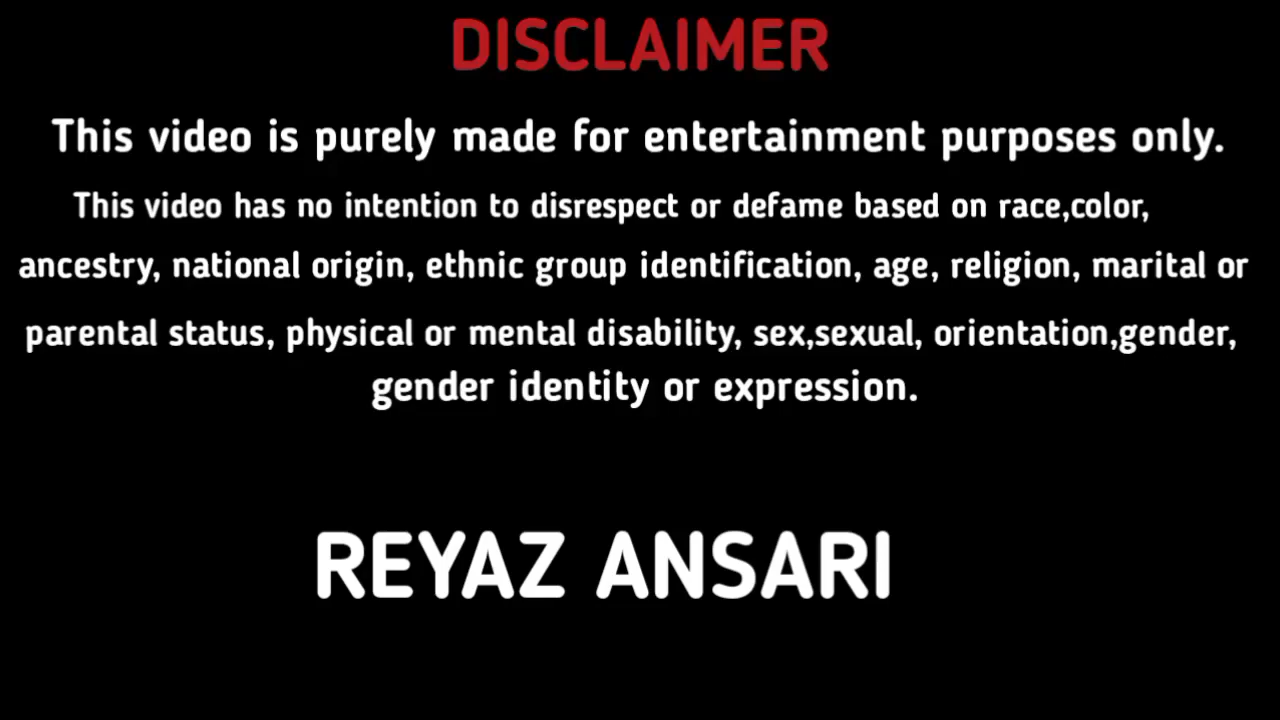 DISCLAIMER
This video is purely made for entertainment purposes only.
This video has no intention to disrespect or defame based on race,color,
ancestry, national origin, ethnic group identification, age, religion, marital or
parental status, physical or mental disability, sex,sexual, orientation,gender,
gender identity or expression.
REYAZ ANSARI